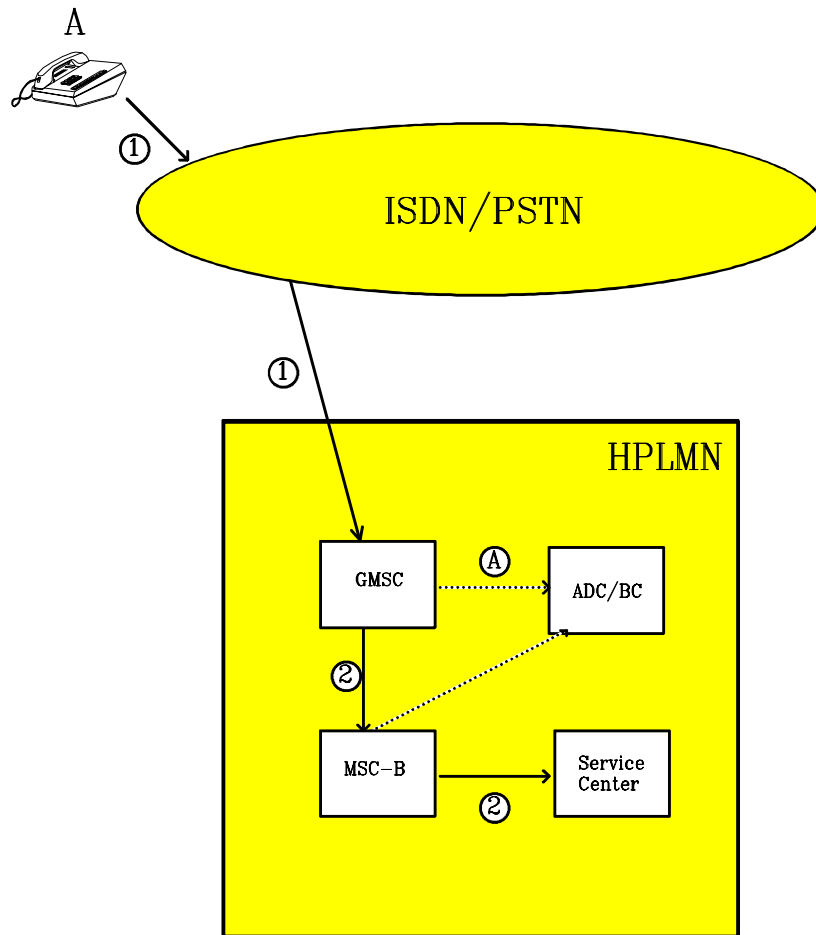 A
①
ISDN/PSTN
①
HPLMN
GMSC
Ⓐ
ADC/BC
②
MSC-B
②
Service
Center